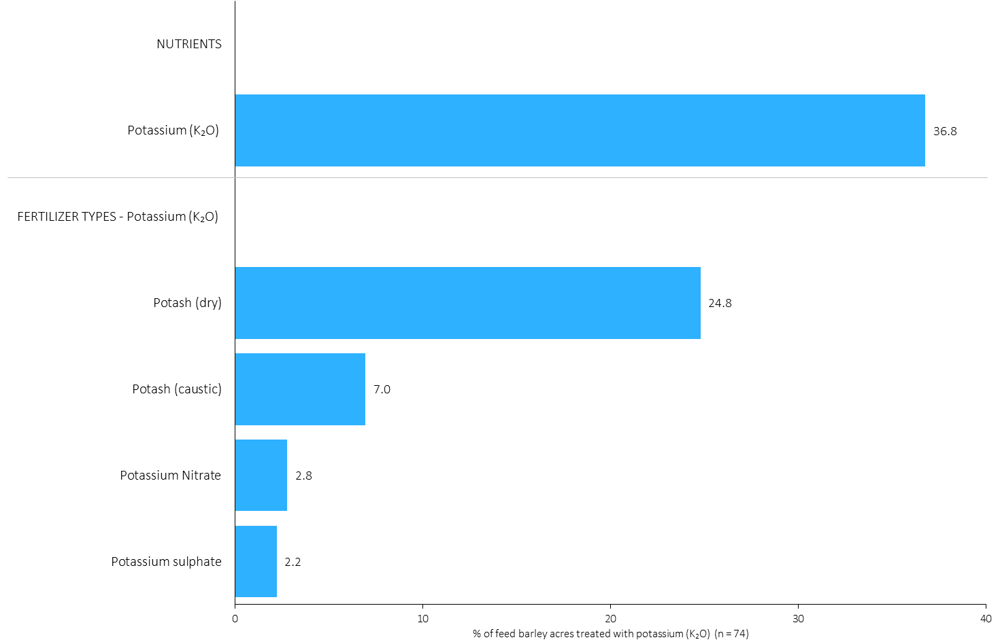 NUTRIENTS
Potassium (K₂O) 36.8
FERTILIZER TYPES - Potassium (K₂O)
Potash (dry) 24.8
Potash (caustic) 7.0
Potassium Nitrate 2.8
Potassium sulphate 2.2
0 10 20 30 40
% of feed barley acres treated with potassium (K₂O) (n = 74)